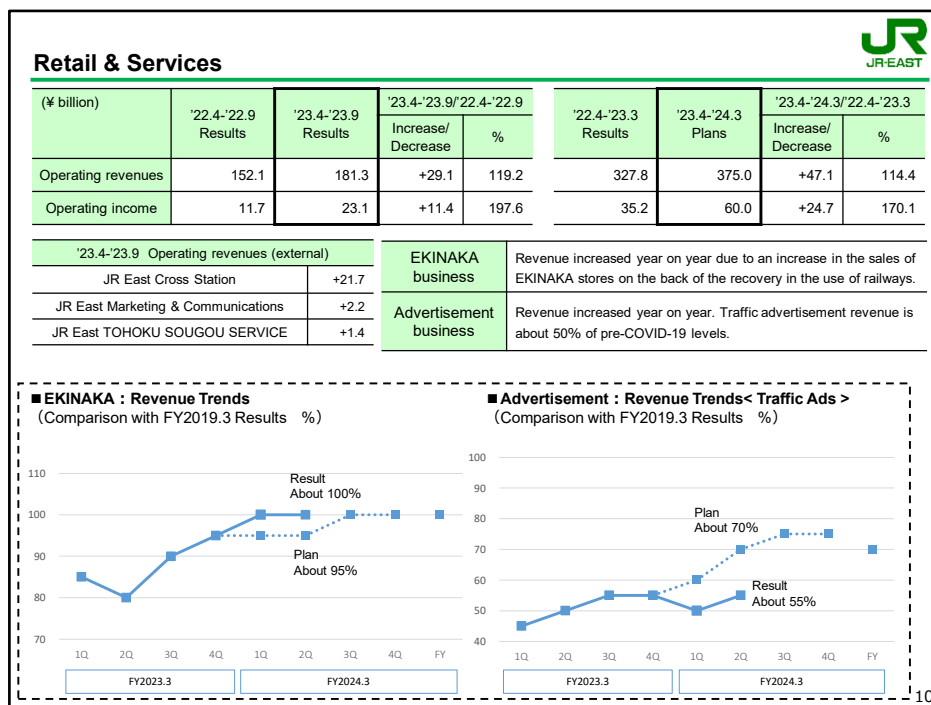 JR
JR-EAST
Retail & Services
(¥ billion)
'22.4-'22.9
Results
'23.4-'23.9
Results
'23.4-'23.9/'22.4-'22.9
Increase/
Decrease
%
Operating revenues 152.1 181.3 +29.1 119.2
Operating income 11.7 23.1 +11.4 197.6
'22.4-'23.3
Results
'23.4-'24.3
Plans
'23.4-'24.3/'22.4-'23.3
Increase/
Decrease
%
327.8 375.0 +47.1 114.4
35.2 60.0 +24.7 170.1
'23.4-'23.9 Operating revenues (external)
JR East Cross Station +21.7
JR East Marketing & Communications +2.2
JR East TOHOKU SOUGOU SERVICE +1.4
EKINAKA
business
Revenue increased year on year due to an increase in the sales of
EKINAKA stores on the back of the recovery in the use of railways.
Advertisement
business
Revenue increased year on year. Traffic advertisement revenue is
about 50% of pre-COVID-19 levels.
■EKINAKA：Revenue Trends
（Comparison with FY2019.3 Results %）
110
100
90
80
70
Result
About 100%
Plan
About 95%
1Q 2Q 3Q 4Q 1Q 2Q 3Q 4Q FY
FY2023.3 FY2024.3
■Advertisement：Revenue Trends< Traffic Ads >
（Comparison with FY2019.3 Results %）
100
90
80
70
60
50
40
Plan
About 70%
Result
About 55%
1Q 2Q 3Q 4Q 1Q 2Q 3Q 4Q FY
FY2023.3 FY2024.3
10